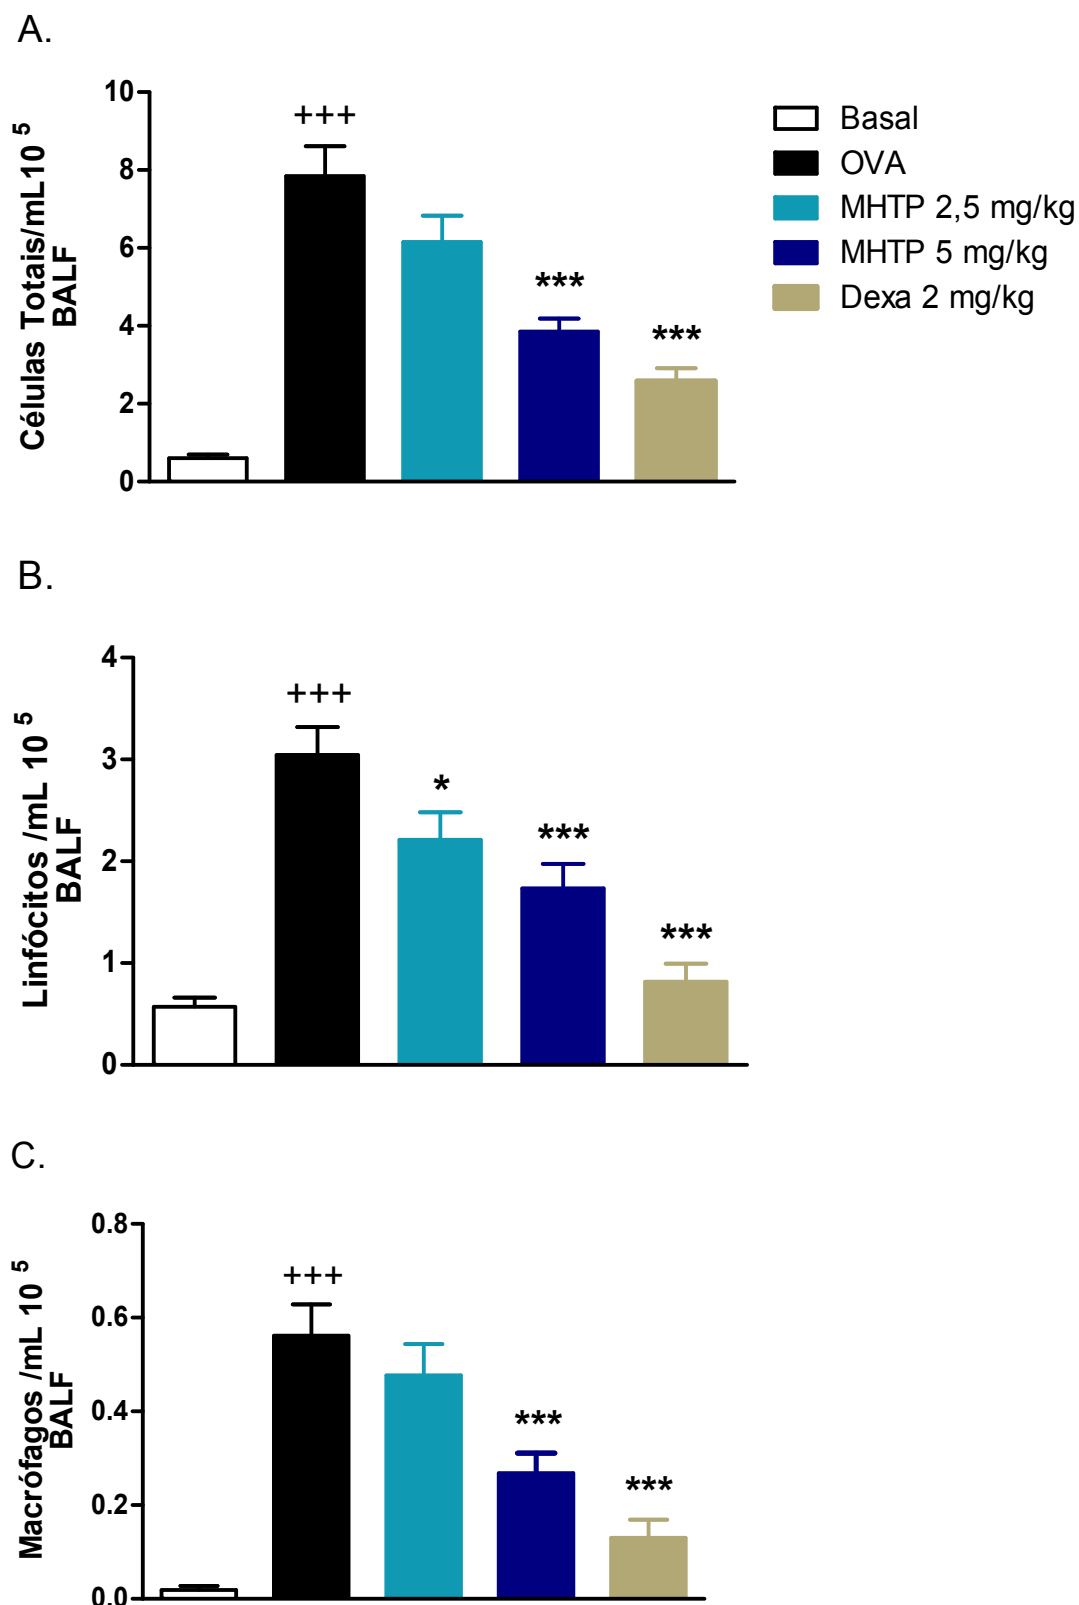 A.
Células Totais/mL10 5
BALF
10
8
6
4
2
0
+++
***
***
Basal
OVA
MHTP 2,5 mg/kg
MHTP 5 mg/kg
Dexa 2 mg/kg
B.
Linfócitos /mL 10 5
BALF
4
3
2
1
0
+++
*
***
***
C.
Macrófagos /mL 10 5
BALF
0.8
0.6
0.4
0.2
0.0
+++
***
***